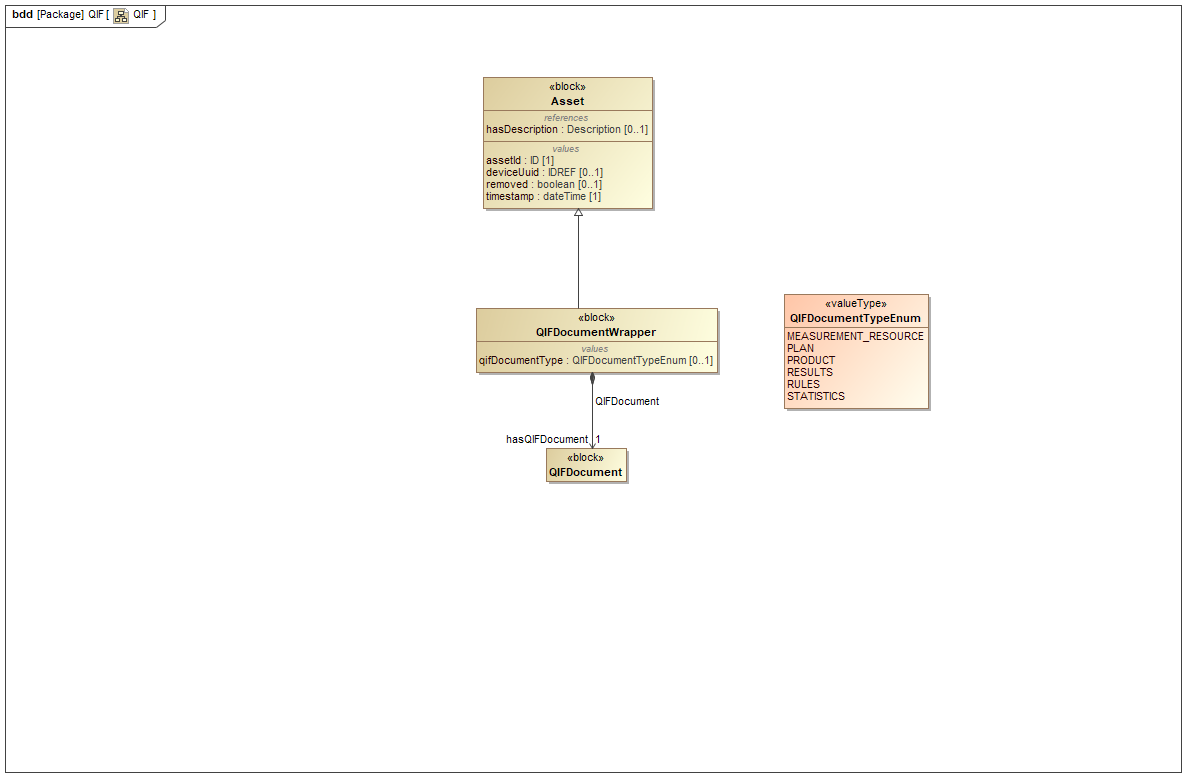 bdd [Package] QIF [ QIF ]
«block»
Asset
references
hasDescription : Description [0..1]
values
assetId : ID [1]
deviceUuid : IDREF [0..1]
removed : boolean [0..1]
timestamp : dateTime [1]
«block»
QIFDocumentWrapper
values
qifDocumentType : QIFDocumentTypeEnum [0..1]
«valueType»
QIFDocumentTypeEnum
MEASUREMENT_RESOURCE
PLAN
PRODUCT
RESULTS
RULES
STATISTICS
QIFDocument
hasQIFDocument 1
«block»
QIFDocument